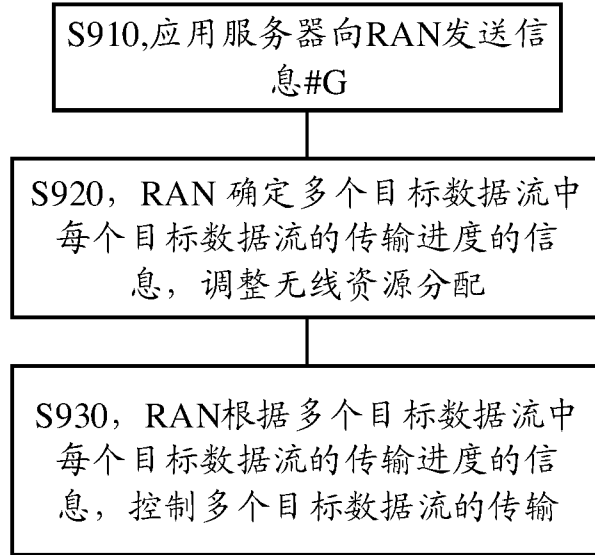 S910,应用服务器向RAN发送信
息#G
S920，RAN 确定多个目标数据流中
每个目标数据流的传输进度的信
息，调整无线资源分配
S930，RAN根据多个目标数据流中
每个目标数据流的传输进度的信
息，控制多个目标数据流的传输